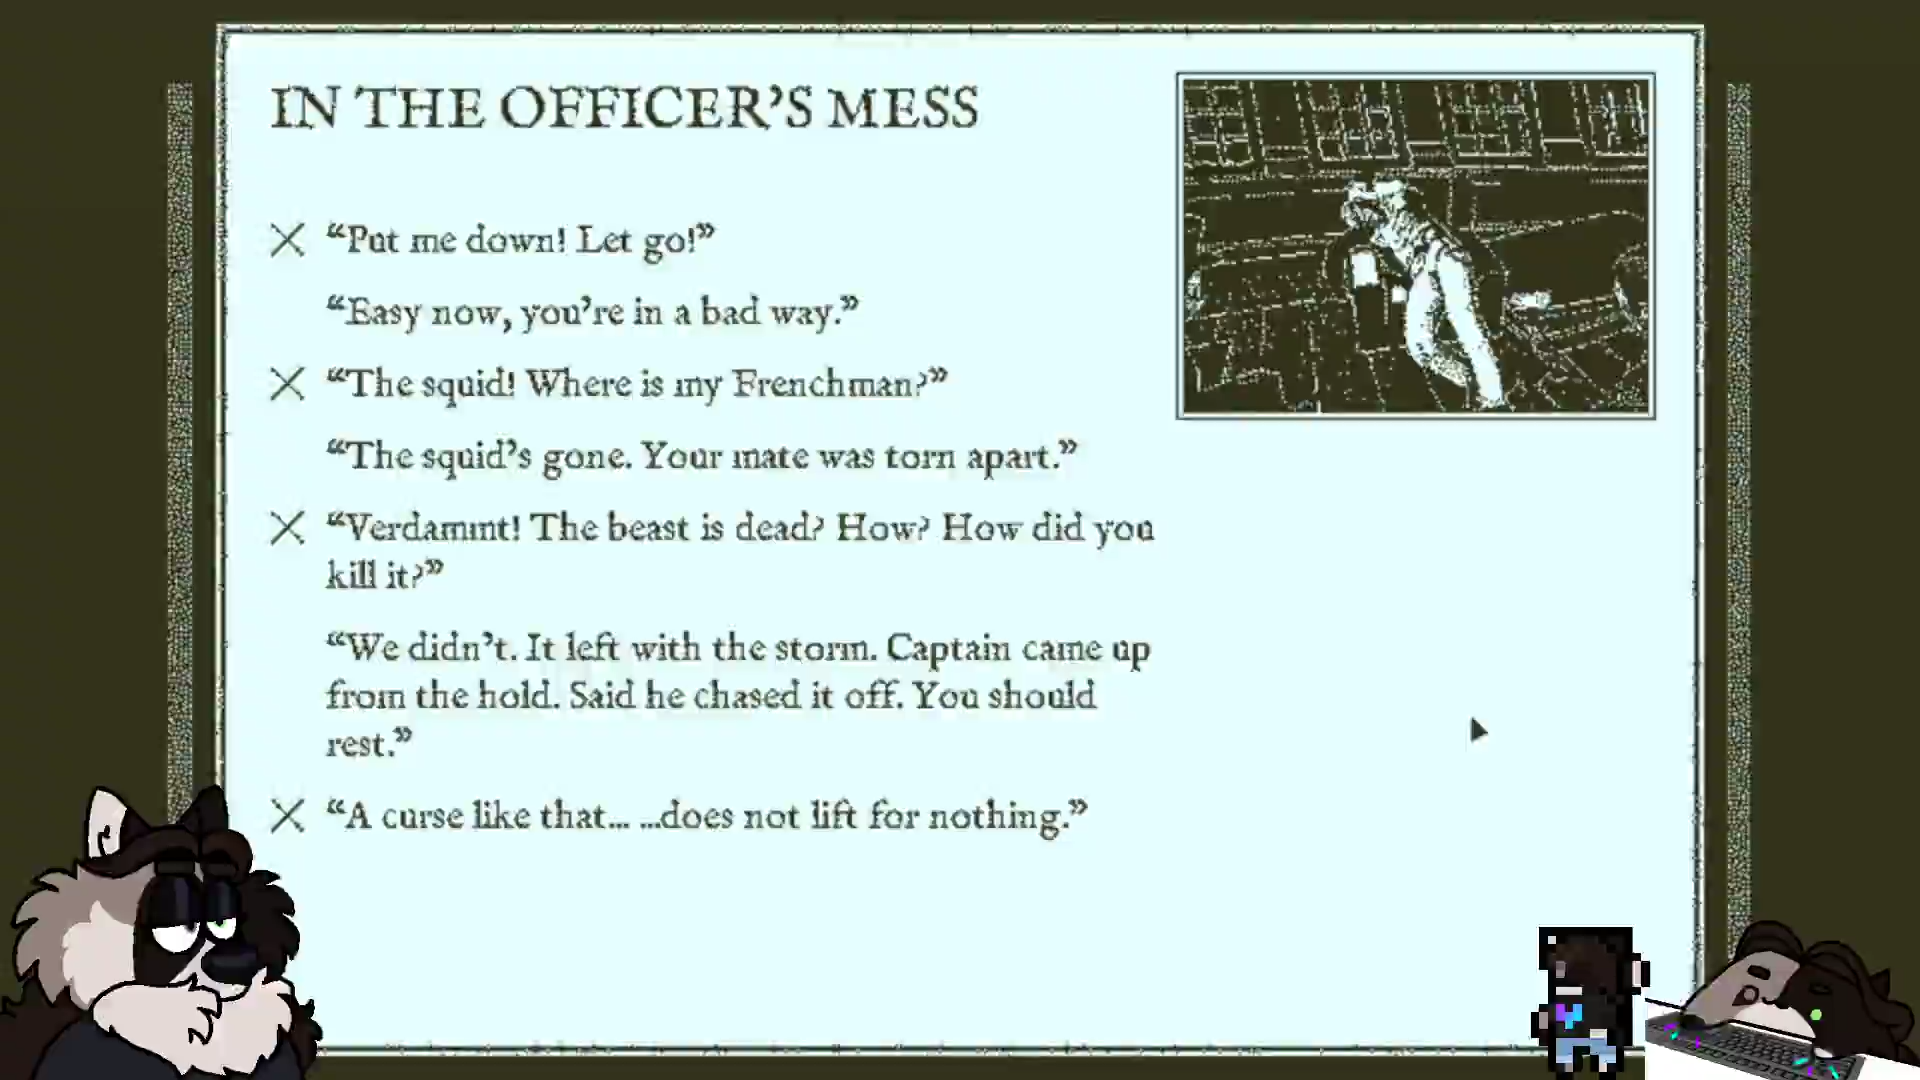 IN THE OFFICER'S MESS
“Put me down! Let go!”
“Easy now, you're in a bad way.”
“The squid! Where is my Frenchman?”
“The squid's gone. Your mate was torn apart.”
“Verdammt! The beast is dead? How? How did you
kill it?”
“We didn't. It left with the storm. Captain came up
from the hold. Said he chased it off. You should
rest.”
“A curse like that... ...does not lift for nothing.”